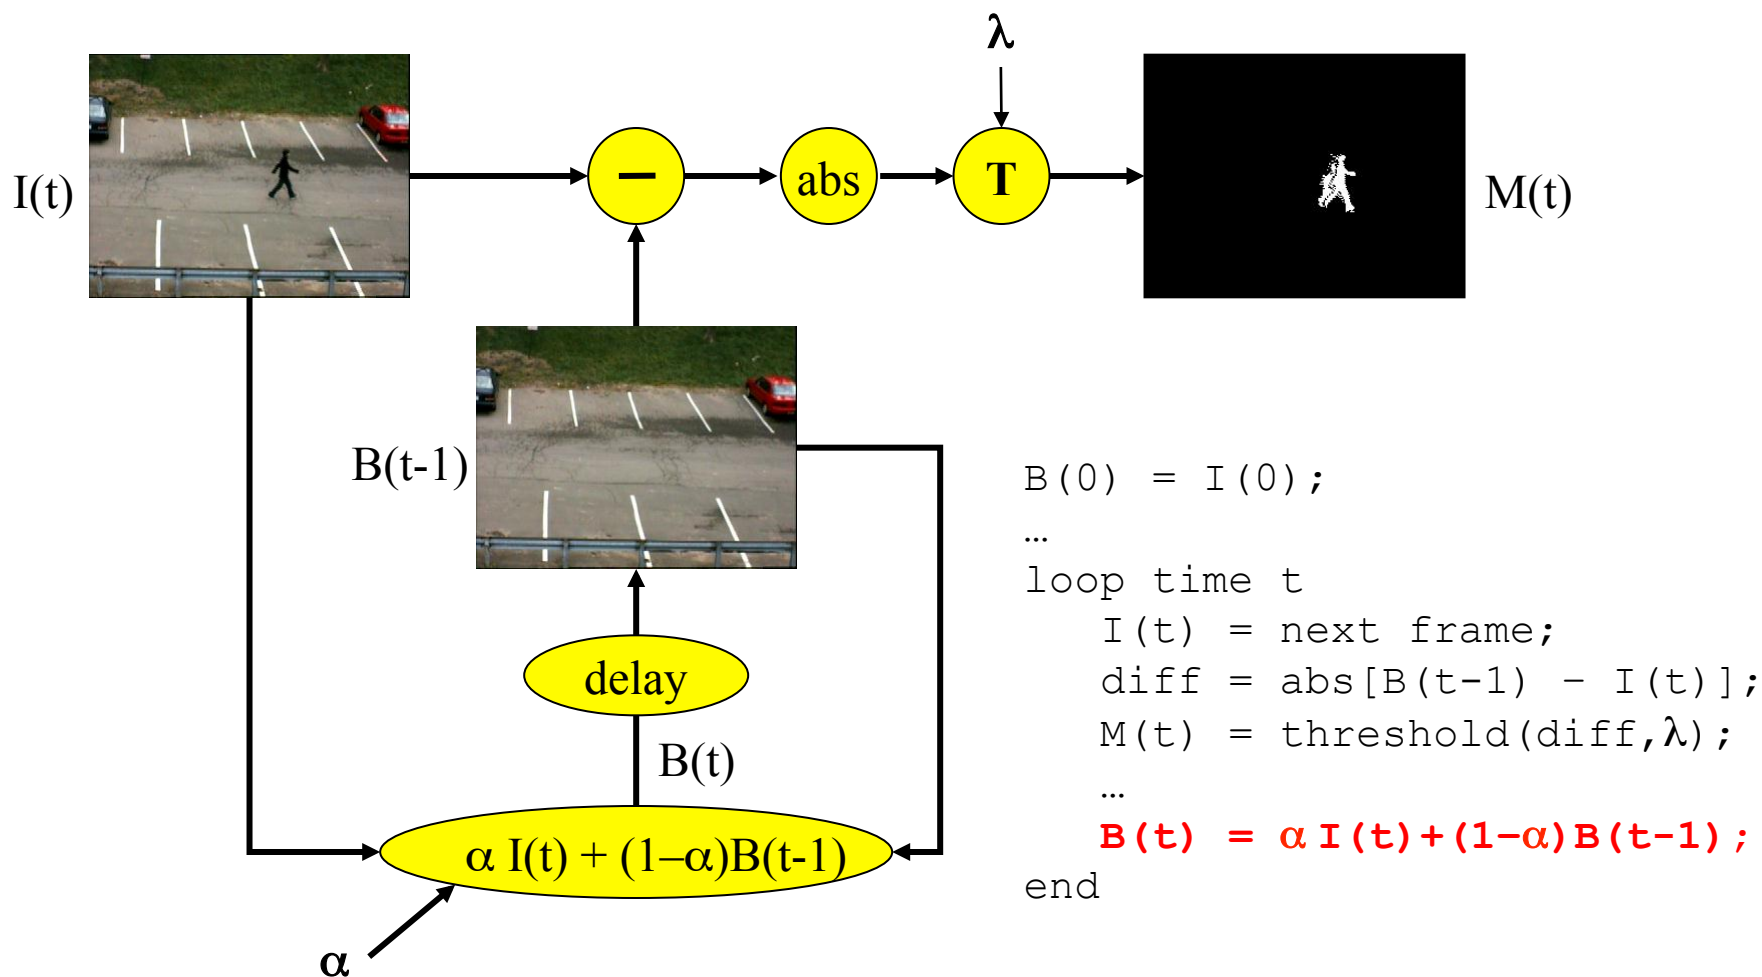 λ
I(t)
−
abs
T
M(t)
B(t-1)
delay
B(t)
α I(t) + (1–α)B(t-1)
α
B(0) = I(0);
…
loop time t
I(t) = next frame;
diff = abs[B(t-1) – I(t)];
M(t) = threshold(diff,λ);
…
B(t) = α I(t)+(1–α)B(t-1);
end